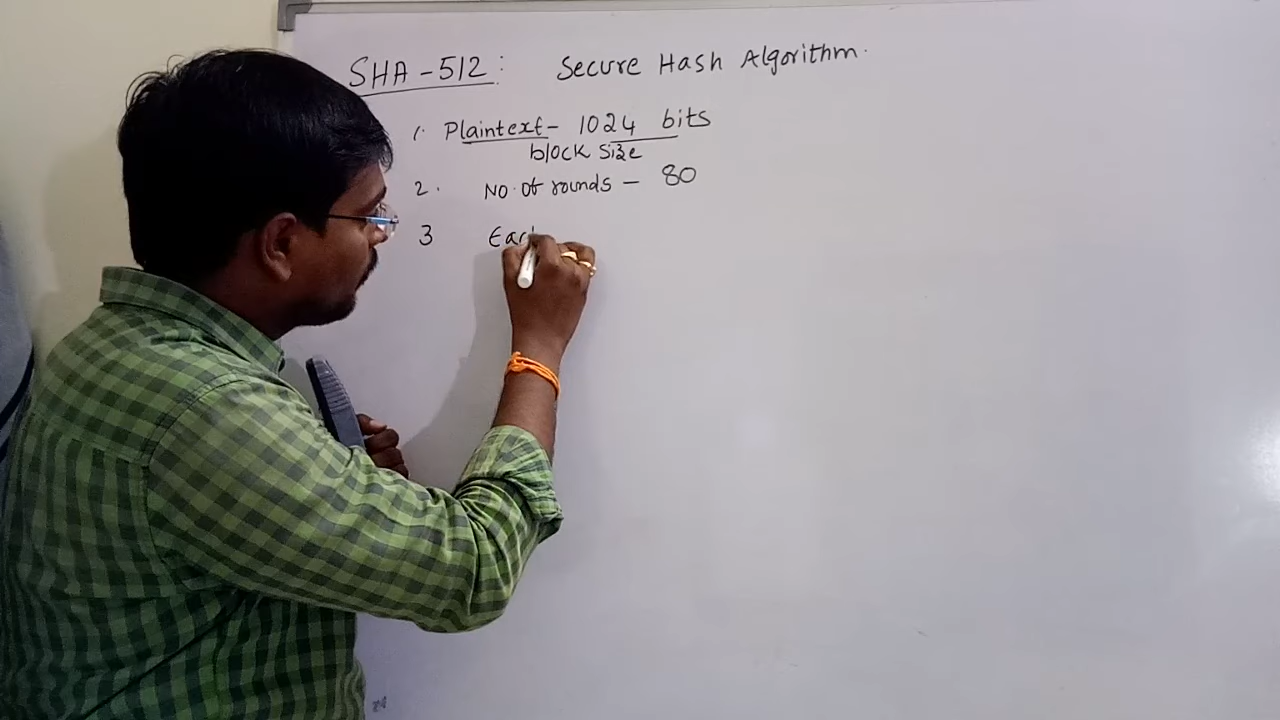 SHA-512: Secure Hash Algorithm.
1. Plaintext- 1024 bits
block size
2. No. of rounds - 80
3